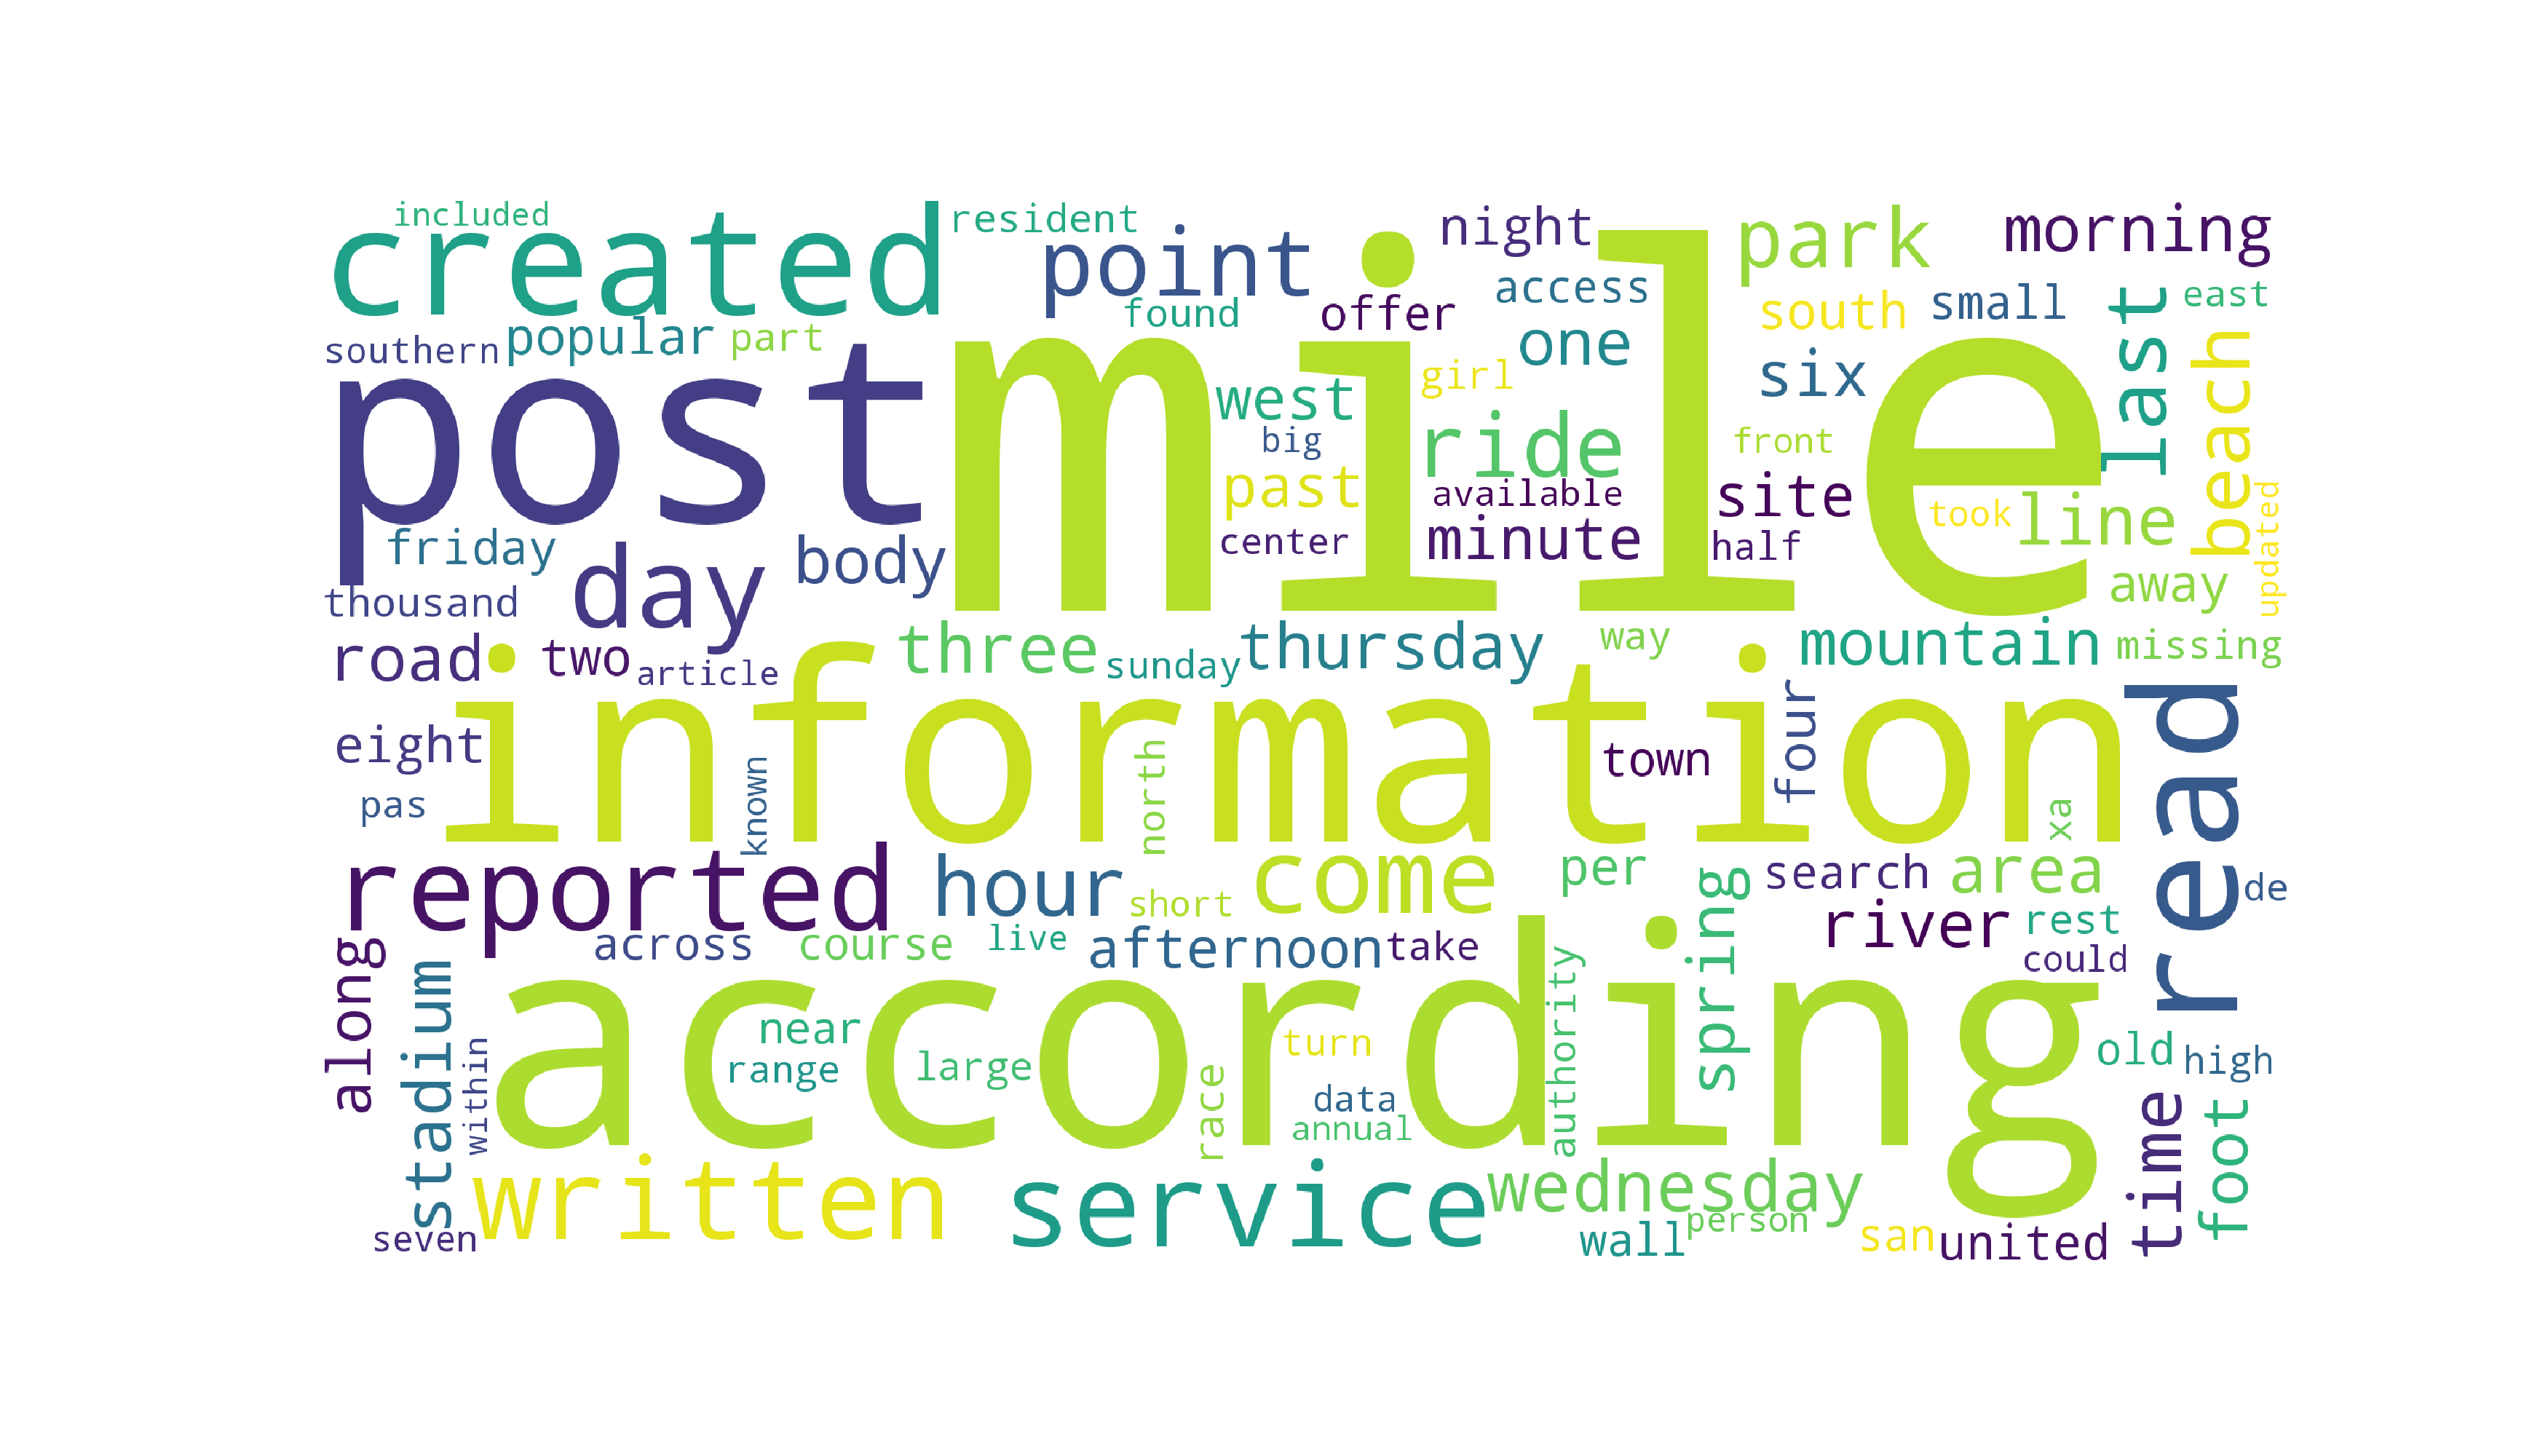 included
created
resident
point
night
park
morning
found
offer
access
south
small
east
southern
popular
part
one
last
post
mile
west
girl
six
beach
big
ride
front
past
available
site
took
line
updated
friday
day
body
center
minute
half
away
thousand
road
two
article
three
sunday
thursday
way
mountain
missing
information
read
eight
known
north
town
four
pas
xa
reported
hour
short
come
per
spring
search
area
de
river
rest
could
along
across
course
live
afternoon
take
stadium
according
authority
near
range
large
turn
old
high
within
race
data
annual
time
foot
written
service
wednesday
seven
wall
person
san
united